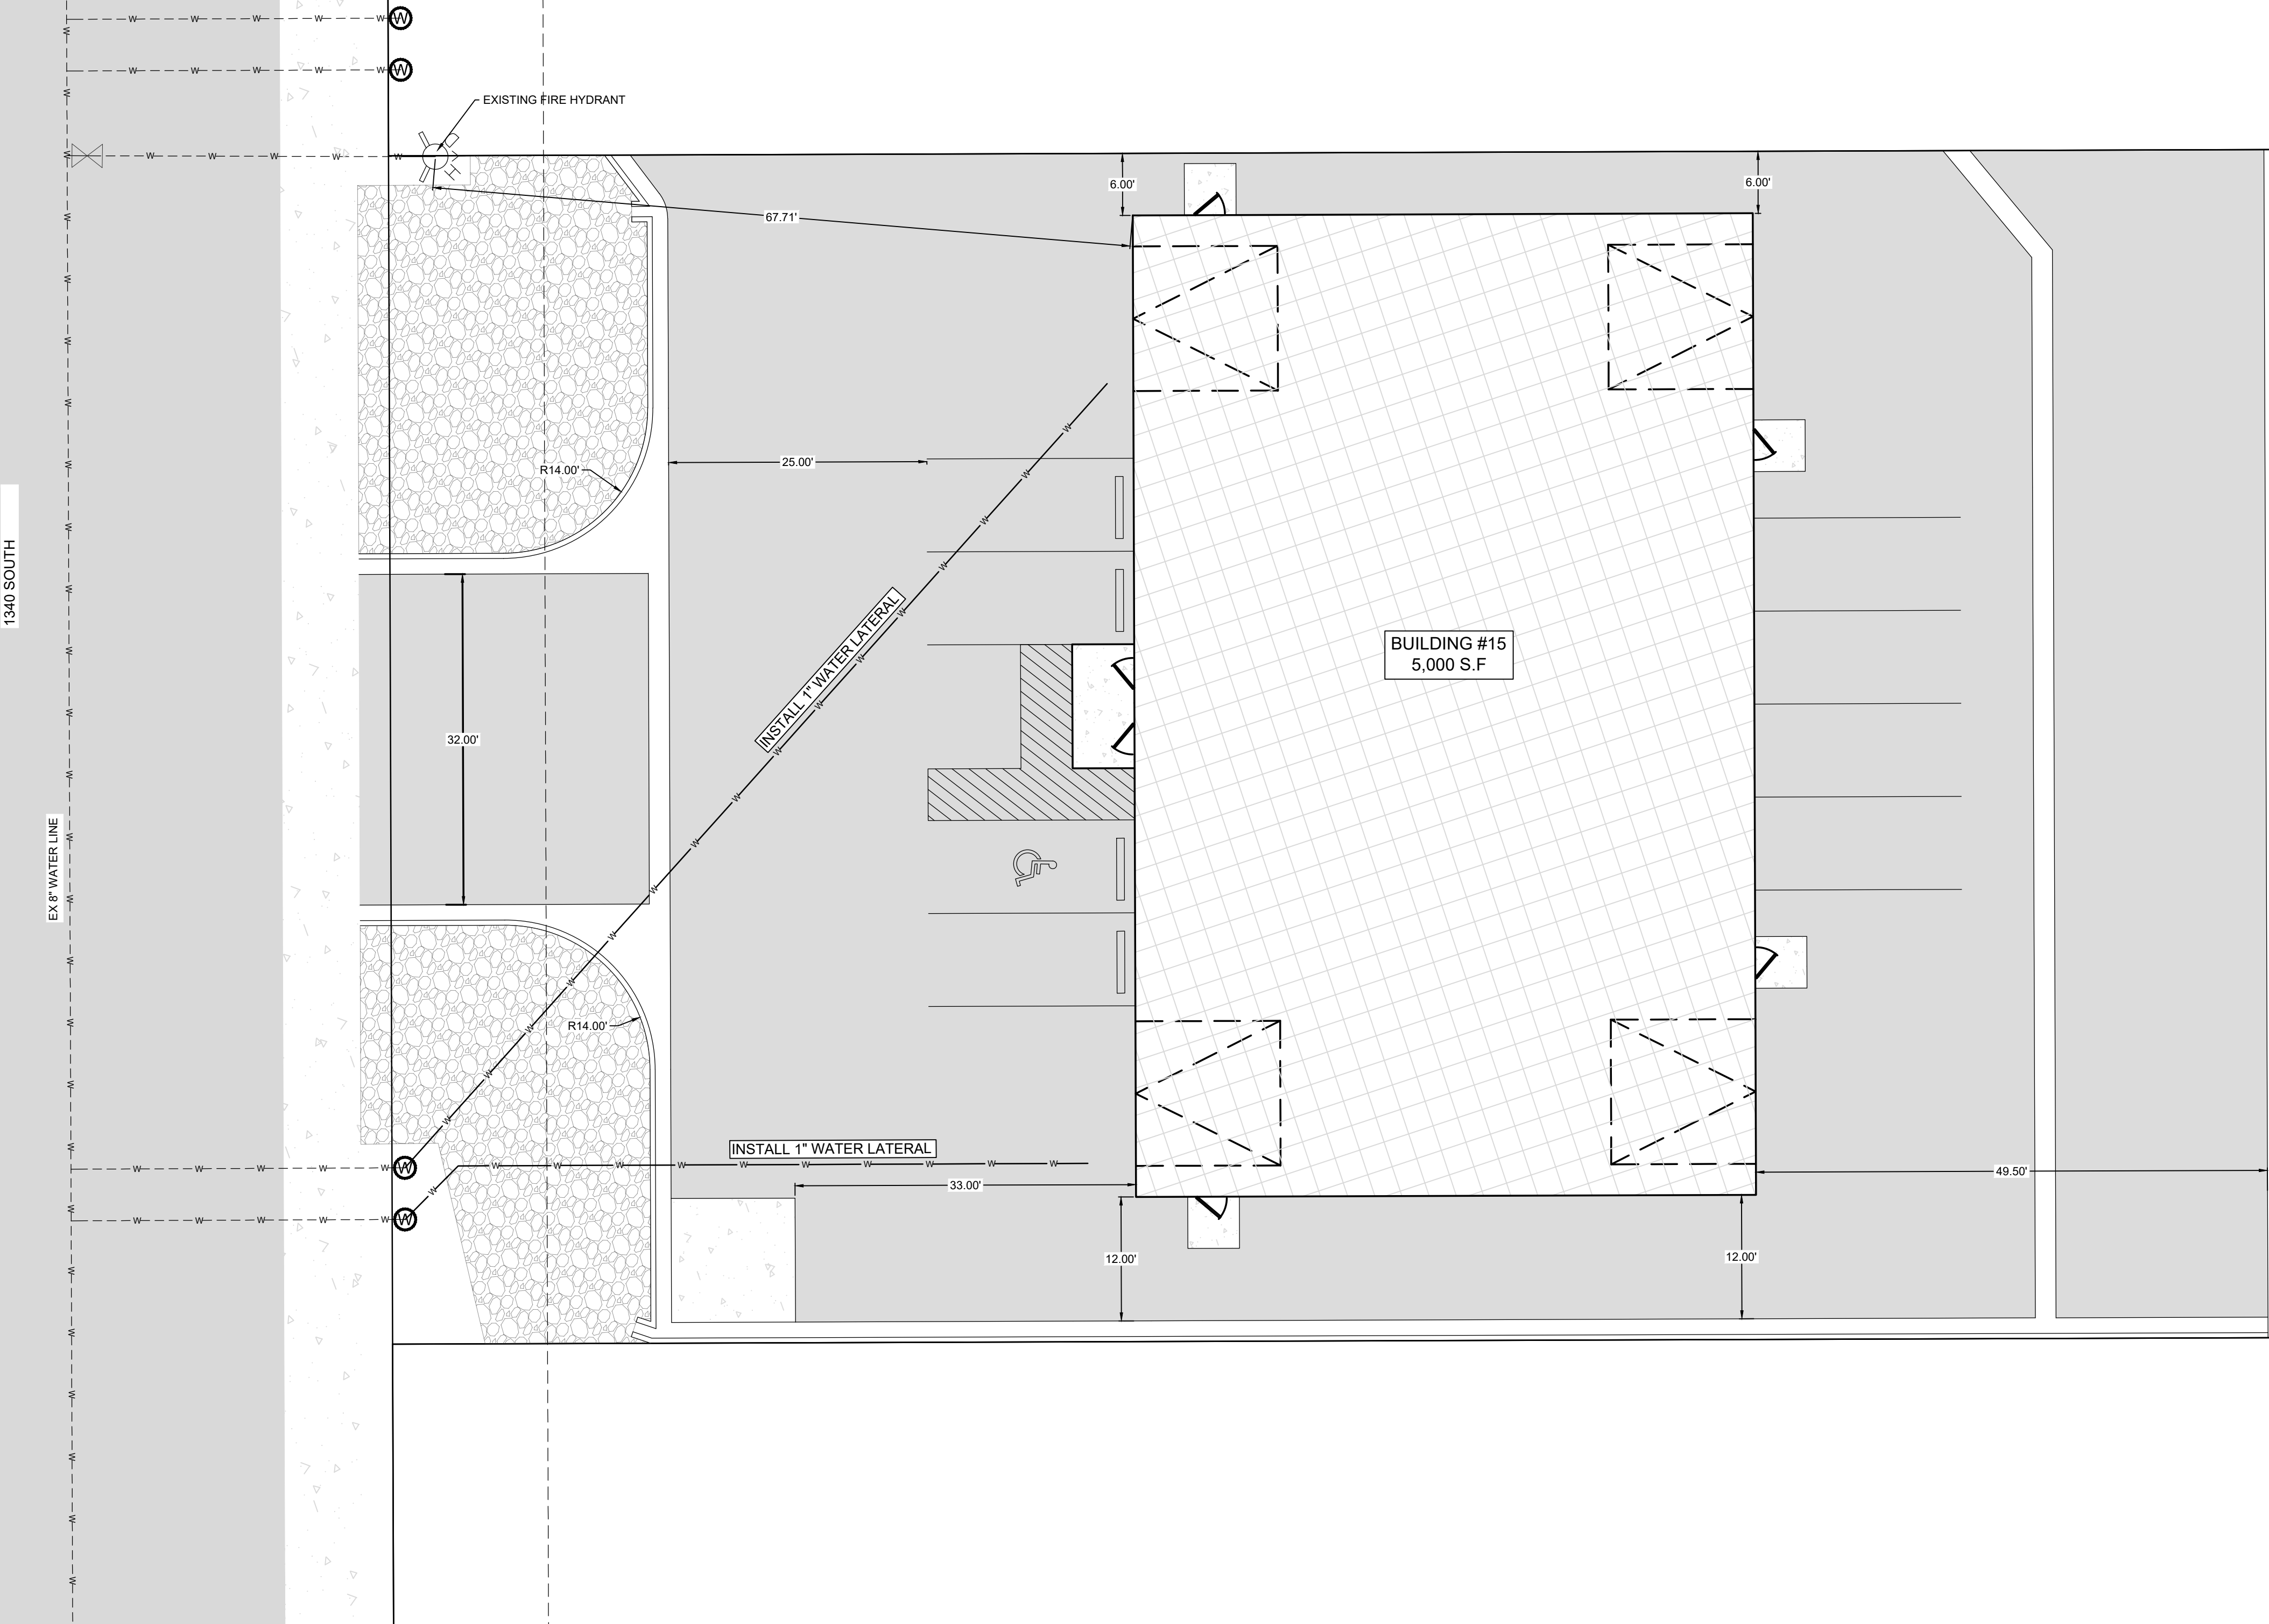 EXISTING FIRE HYDRANT
HYD
6.00'
6.00'
67.71'
R14.00'
25.00'
1340 SOUTH
INSTALL 1" WATER LATERAL
BUILDING #15
5,000 S.F
32.00'
EX 8" WATER LINE
R14.00'
INSTALL 1" WATER LATERAL
33.00'
49.50'
12.00'
12.00'
W
W
W
W